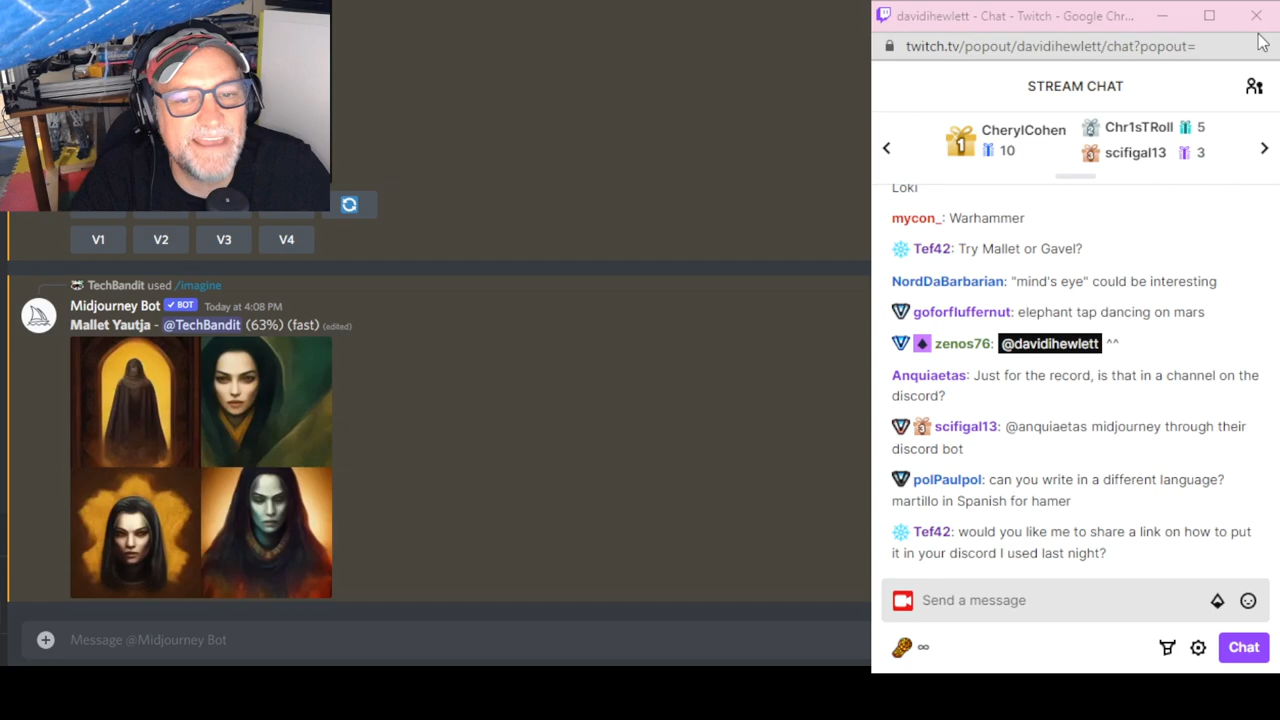 davidihewlett - Chat - Twitch - Google Chr...
twitch.tv/popout/davidihewlett/chat?popout=
STREAM CHAT
1 CherylCohen
10
2 Chr1sTRoll 5
3 scifigal13 3
Loki
mycon_: Warhammer
Tef42: Try Mallet or Gavel?
NordDaBarbarian: "mind's eye" could be interesting
goforfluffernut: elephant tap dancing on mars
zenos76: @davidihewlett ^^
Anquiaetas: Just for the record, is that in a channel on the
discord?
3 scifigal13: @anquiaetas midjourney through their
discord bot
polPaulpol: can you write in a different language?
martillo in Spanish for hamer
Tef42: would you like me to share a link on how to put
it in your discord I used last night?
Send a message
∞
Chat
V1 V2 V3 V4
TechBandit used /imagine
Midjourney Bot ✓ BOT Today at 4:08 PM
Mallet Yautja - @TechBandit (63%) (fast) (edited)
Message @Midjourney Bot